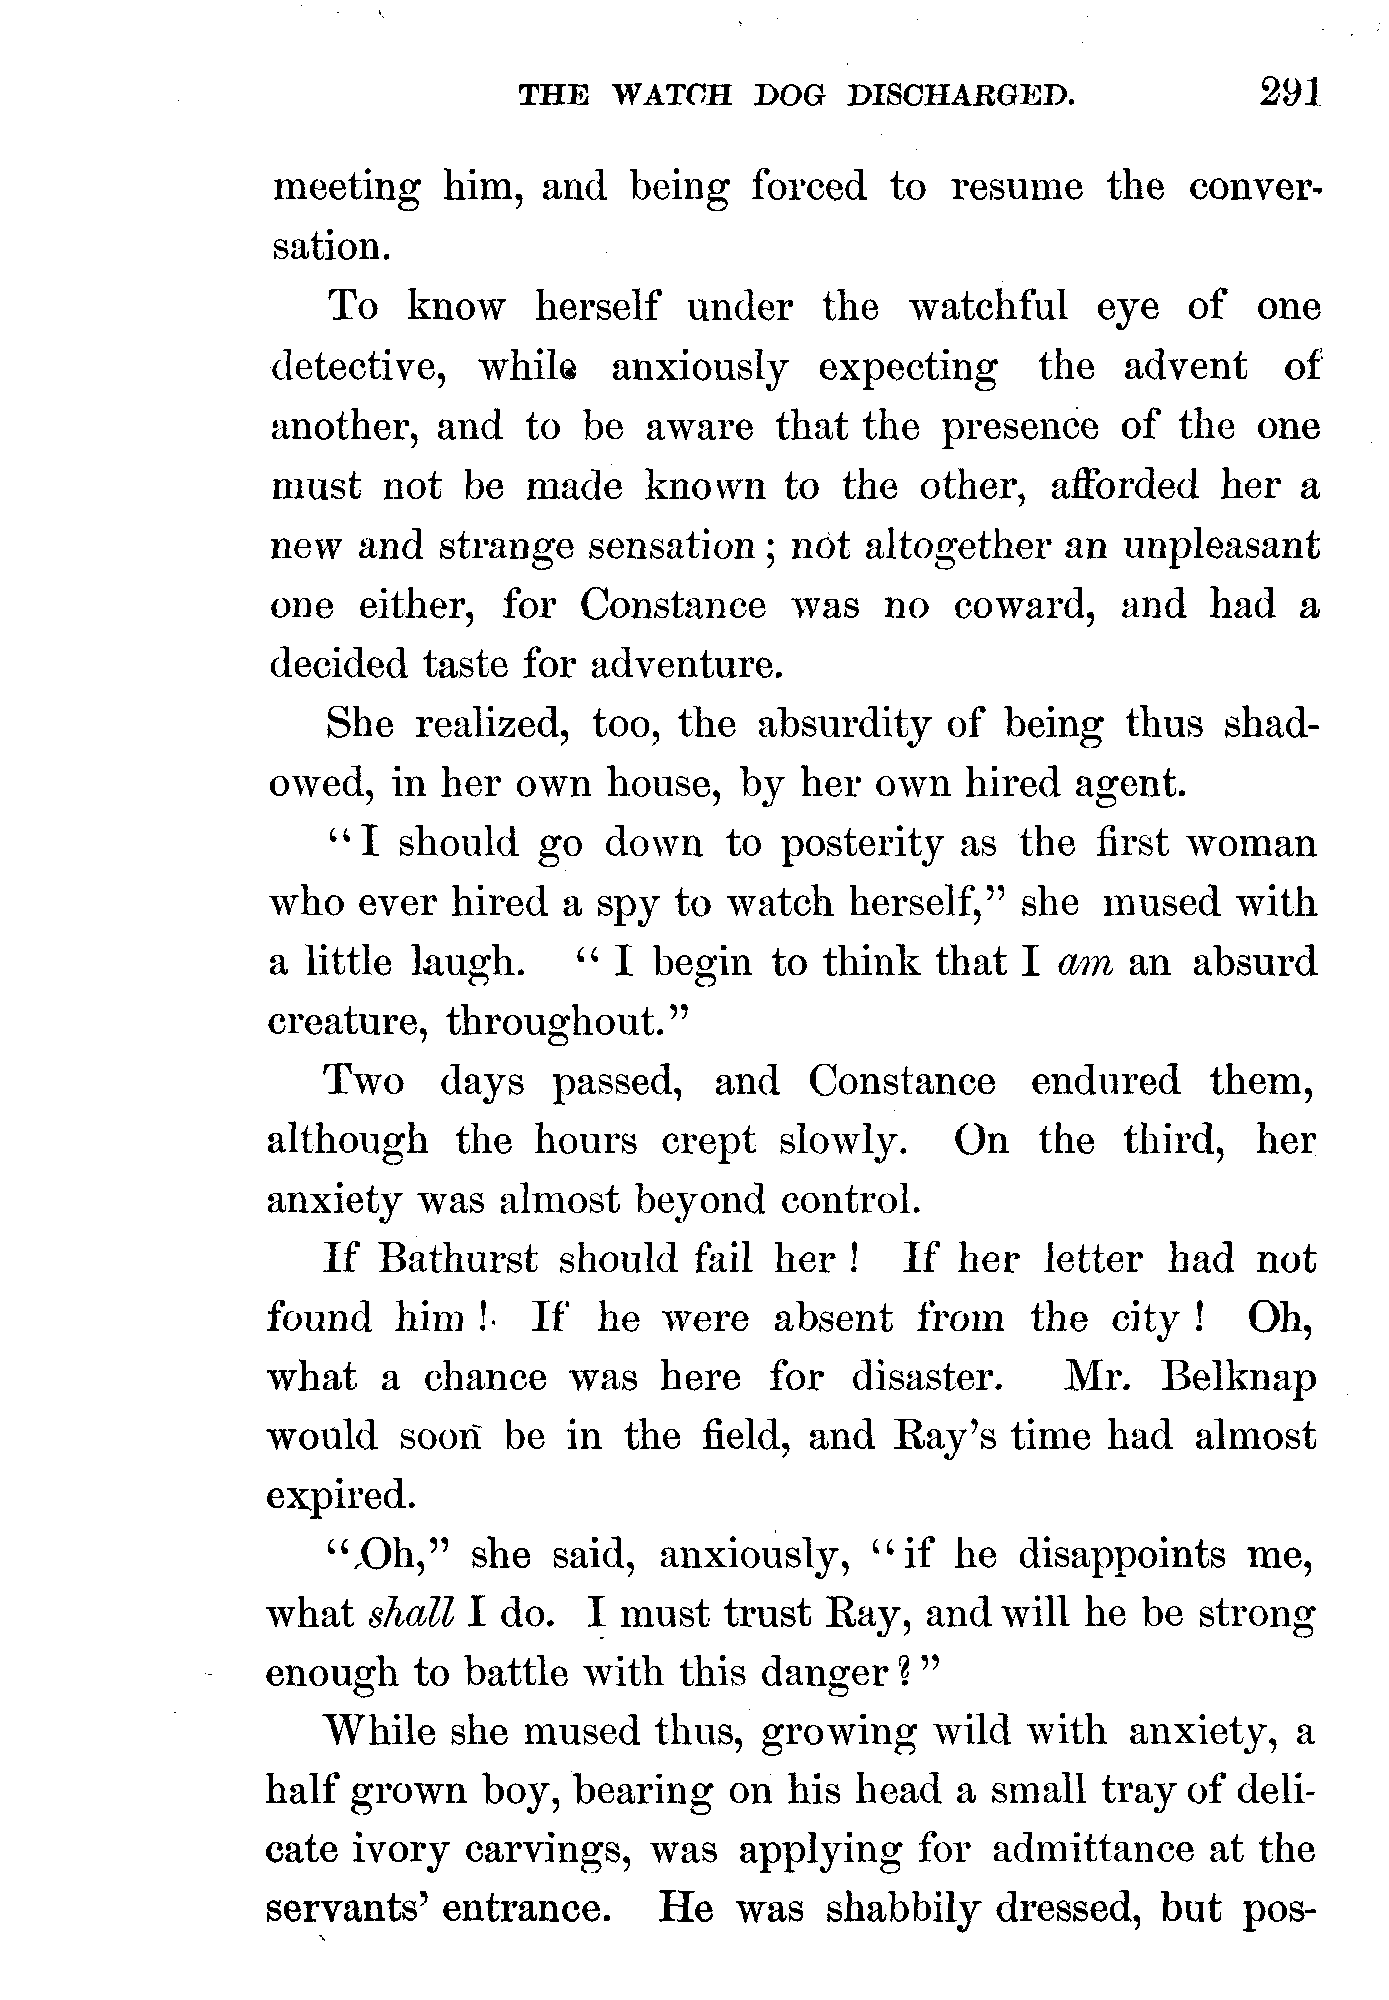 THE WATCH DOG DISCHARGED. 291
meeting him, and being forced to resume the conver-
sation.
To know herself under the watchful eye of one
detective, while anxiously expecting the advent of
another, and to be aware that the presence of the one
must not be made known to the other, afforded her a
new and strange sensation; not altogether an unpleasant
one either, for Constance was no coward, and had a
decided taste for adventure.
She realized, too, the absurdity of being thus shad-
owed, in her own house, by her own hired agent.
"I should go down to posterity as the first woman
who ever hired a spy to watch herself," she mused with
a little laugh. "I begin to think that I am an absurd
creature, throughout."
Two days passed, and Constance endured them,
although the hours crept slowly. On the third, her
anxiety was almost beyond control.
If Bathurst should fail her! If her letter had not
found him! If he were absent from the city! Oh,
what a chance was here for disaster. Mr. Belknap
would soon be in the field, and Ray's time had almost
expired.
"Oh," she said, anxiously, "if he disappoints me,
what shall I do. I must trust Ray, and will he be strong
enough to battle with this danger?"
While she mused thus, growing wild with anxiety, a
half grown boy, bearing on his head a small tray of deli-
cate ivory carvings, was applying for admittance at the
servants' entrance. He was shabbily dressed, but pos-